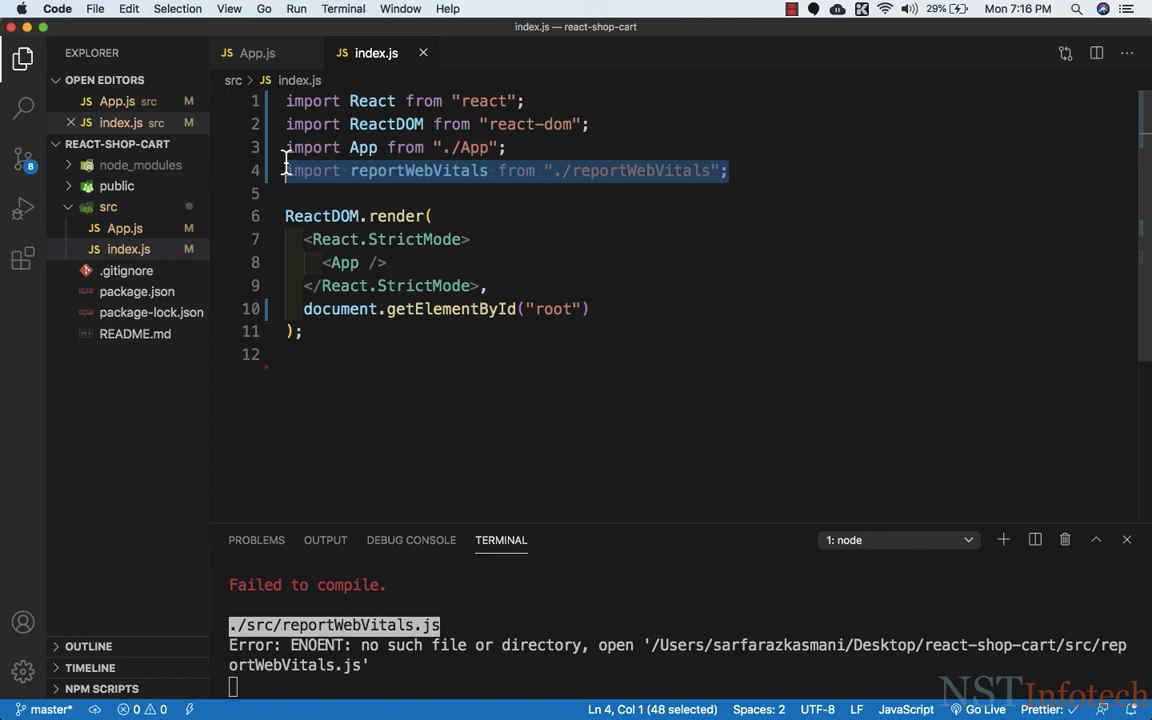 Code File Edit Selection View Go Run Terminal Window Help 29% Mon 7:16 PM
index.js — react-shop-cart
EXPLORER
OPEN EDITORS
JS App.js src M
JS index.js src M
REACT-SHOP-CART
node_modules
public
src
JS App.js M
JS index.js M
.gitignore
package.json
package-lock.json
README.md
OUTLINE
TIMELINE
NPM SCRIPTS
8
JS App.js JS index.js
src > JS index.js
1 import React from "react";
2 import ReactDOM from "react-dom";
3 import App from "./App";
4 import reportWebVitals from "./reportWebVitals";
5
6 ReactDOM.render(
7 <React.StrictMode>
8 <App />
9 </React.StrictMode>,
10 document.getElementById("root")
11 );
12
PROBLEMS OUTPUT DEBUG CONSOLE TERMINAL 1: node
Failed to compile.
./src/reportWebVitals.js
Error: ENOENT: no such file or directory, open '/Users/sarfarazkasmani/Desktop/react-shop-cart/src/rep
ortWebVitals.js'
NSTInfotech
master* 0 0 Ln 4, Col 1 (48 selected) Spaces: 2 UTF-8 LF JavaScript Go Live Prettier: ✓